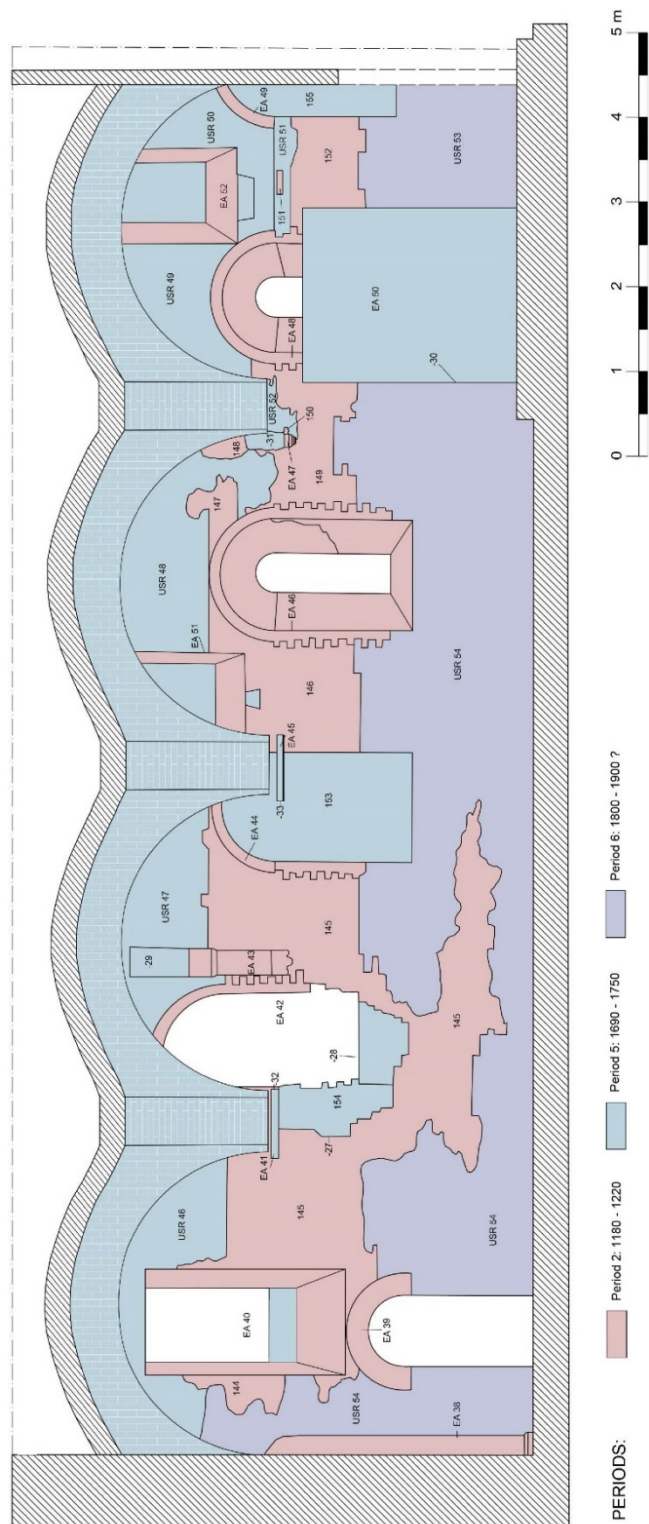 USR 46
144
USR 54
EA 38
EA 40
EA 39
145
EA 41
-32
-27
154
-28
USR 54
EA 42
-29
EA 43
USR 47
145
145
EA 44
153
-33
EA 45
EA 51
146
USR 48
EA 46
USR 54
147
148
-31
EA 47
150
149
USR 52
-30
USR 49
EA 48
EA 50
EA 52
USR 50
151
USR 51
152
EA 49
155
USR 53
PERIODS:
Period 2: 1180 - 1220
Period 5: 1690 - 1750
Period 6: 1800 - 1900 ?
0 1 2 3 4 5 m